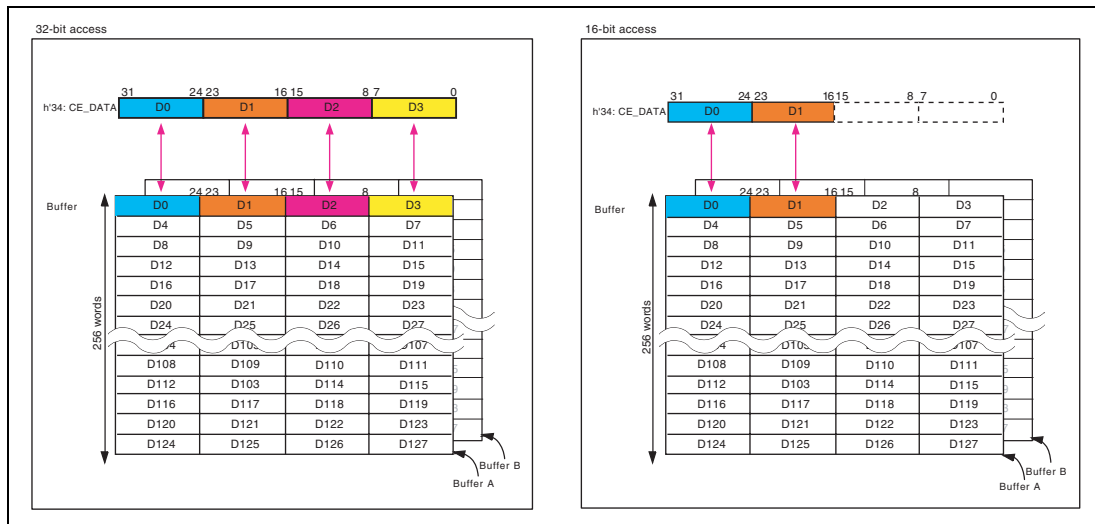 32-bit access
31 24 23 16 15 8 7 0
h'34: CE_DATA D0 D1 D2 D3
24 23 16 15 8
Buffer D0 D1 D2 D3
D4 D5 D6 D7
D8 D9 D10 D11
D12 D13 D14 D15
D16 D17 D18 D19
D20 D21 D22 D23
D24 D25 D26 D27
D107
D108 D109 D110 D111
D112 D103 D114 D115
D116 D117 D118 D119
D120 D121 D122 D123
D124 D125 D126 D127
256 words
Buffer B
Buffer A
16-bit access
31 24 23 16 15 8 7 0
h'34: CE_DATA D0 D1
24 23 16 15 8
Buffer D0 D1 D2 D3
D4 D5 D6 D7
D8 D9 D10 D11
D12 D13 D14 D15
D16 D17 D18 D19
D20 D21 D22 D23
D24 D25 D26 D27
D107
D108 D109 D110 D111
D112 D103 D114 D115
D116 D117 D118 D119
D120 D121 D122 D123
D124 D125 D126 D127
256 words
Buffer B
Buffer A